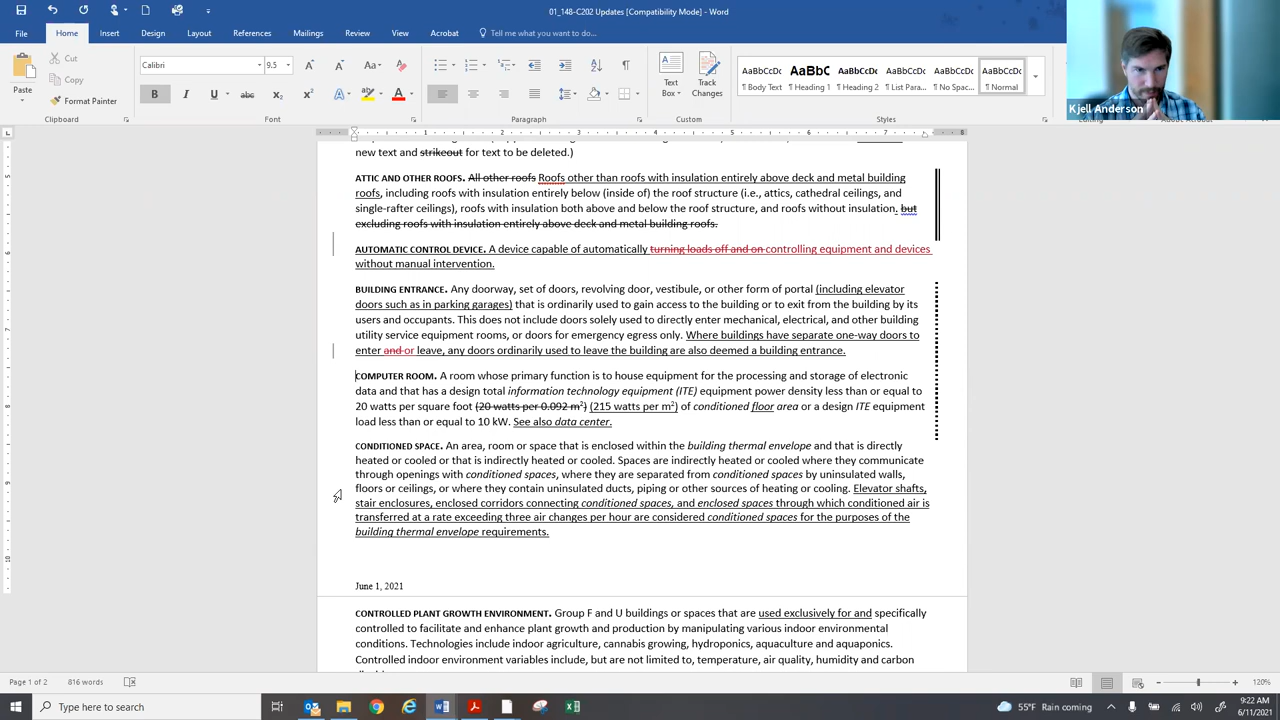 01_148-C202 Updates [Compatibility Mode] - Word
File Home Insert Design Layout References Mailings Review View Acrobat Tell me what you want to do...
Cut
Copy
Paste
Format Painter
Calibri 9.5
B I U abc x2 x2 A
Text Box
Track Changes
AaBbCcDc AaBbC AaBbCcDc AaBbCcDc AaBbCcDc AaBbCcDc
¶ Body Text ¶ Heading 1 ¶ Heading 2 ¶ List Para... ¶ No Spac... ¶ Normal
Clipboard Font Paragraph Custom Styles Editing
Kjell Anderson
new text and strikeout for text to be deleted.)
ATTIC AND OTHER ROOFS. All other roofs Roofs other than roofs with insulation entirely above deck and metal building
roofs, including roofs with insulation entirely below (inside of) the roof structure (i.e., attics, cathedral ceilings, and
single-rafter ceilings), roofs with insulation both above and below the roof structure, and roofs without insulation. but
excluding roofs with insulation entirely above deck and metal building roofs.
AUTOMATIC CONTROL DEVICE. A device capable of automatically turning loads off and on controlling equipment and devices
without manual intervention.
BUILDING ENTRANCE. Any doorway, set of doors, revolving door, vestibule, or other form of portal (including elevator
doors such as in parking garages) that is ordinarily used to gain access to the building or to exit from the building by its
users and occupants. This does not include doors solely used to directly enter mechanical, electrical, and other building
utility service equipment rooms, or doors for emergency egress only. Where buildings have separate one-way doors to
enter and or leave, any doors ordinarily used to leave the building are also deemed a building entrance.
COMPUTER ROOM. A room whose primary function is to house equipment for the processing and storage of electronic
data and that has a design total information technology equipment (ITE) equipment power density less than or equal to
20 watts per square foot (20 watts per 0.092 m²) (215 watts per m²) of conditioned floor area or a design ITE equipment
load less than or equal to 10 kW. See also data center.
CONDITIONED SPACE. An area, room or space that is enclosed within the building thermal envelope and that is directly
heated or cooled or that is indirectly heated or cooled. Spaces are indirectly heated or cooled where they communicate
through openings with conditioned spaces, where they are separated from conditioned spaces by uninsulated walls,
floors or ceilings, or where they contain uninsulated ducts, piping or other sources of heating or cooling. Elevator shafts,
stair enclosures, enclosed corridors connecting conditioned spaces, and enclosed spaces through which conditioned air is
transferred at a rate exceeding three air changes per hour are considered conditioned spaces for the purposes of the
building thermal envelope requirements.
June 1, 2021
CONTROLLED PLANT GROWTH ENVIRONMENT. Group F and U buildings or spaces that are used exclusively for and specifically
controlled to facilitate and enhance plant growth and production by manipulating various indoor environmental
conditions. Technologies include indoor agriculture, cannabis growing, hydroponics, aquaculture and aquaponics.
Controlled indoor environment variables include, but are not limited to, temperature, air quality, humidity and carbon
Page 1 of 2 816 words 120%
Type here to search
55°F Rain coming
9:22 AM
6/11/2021